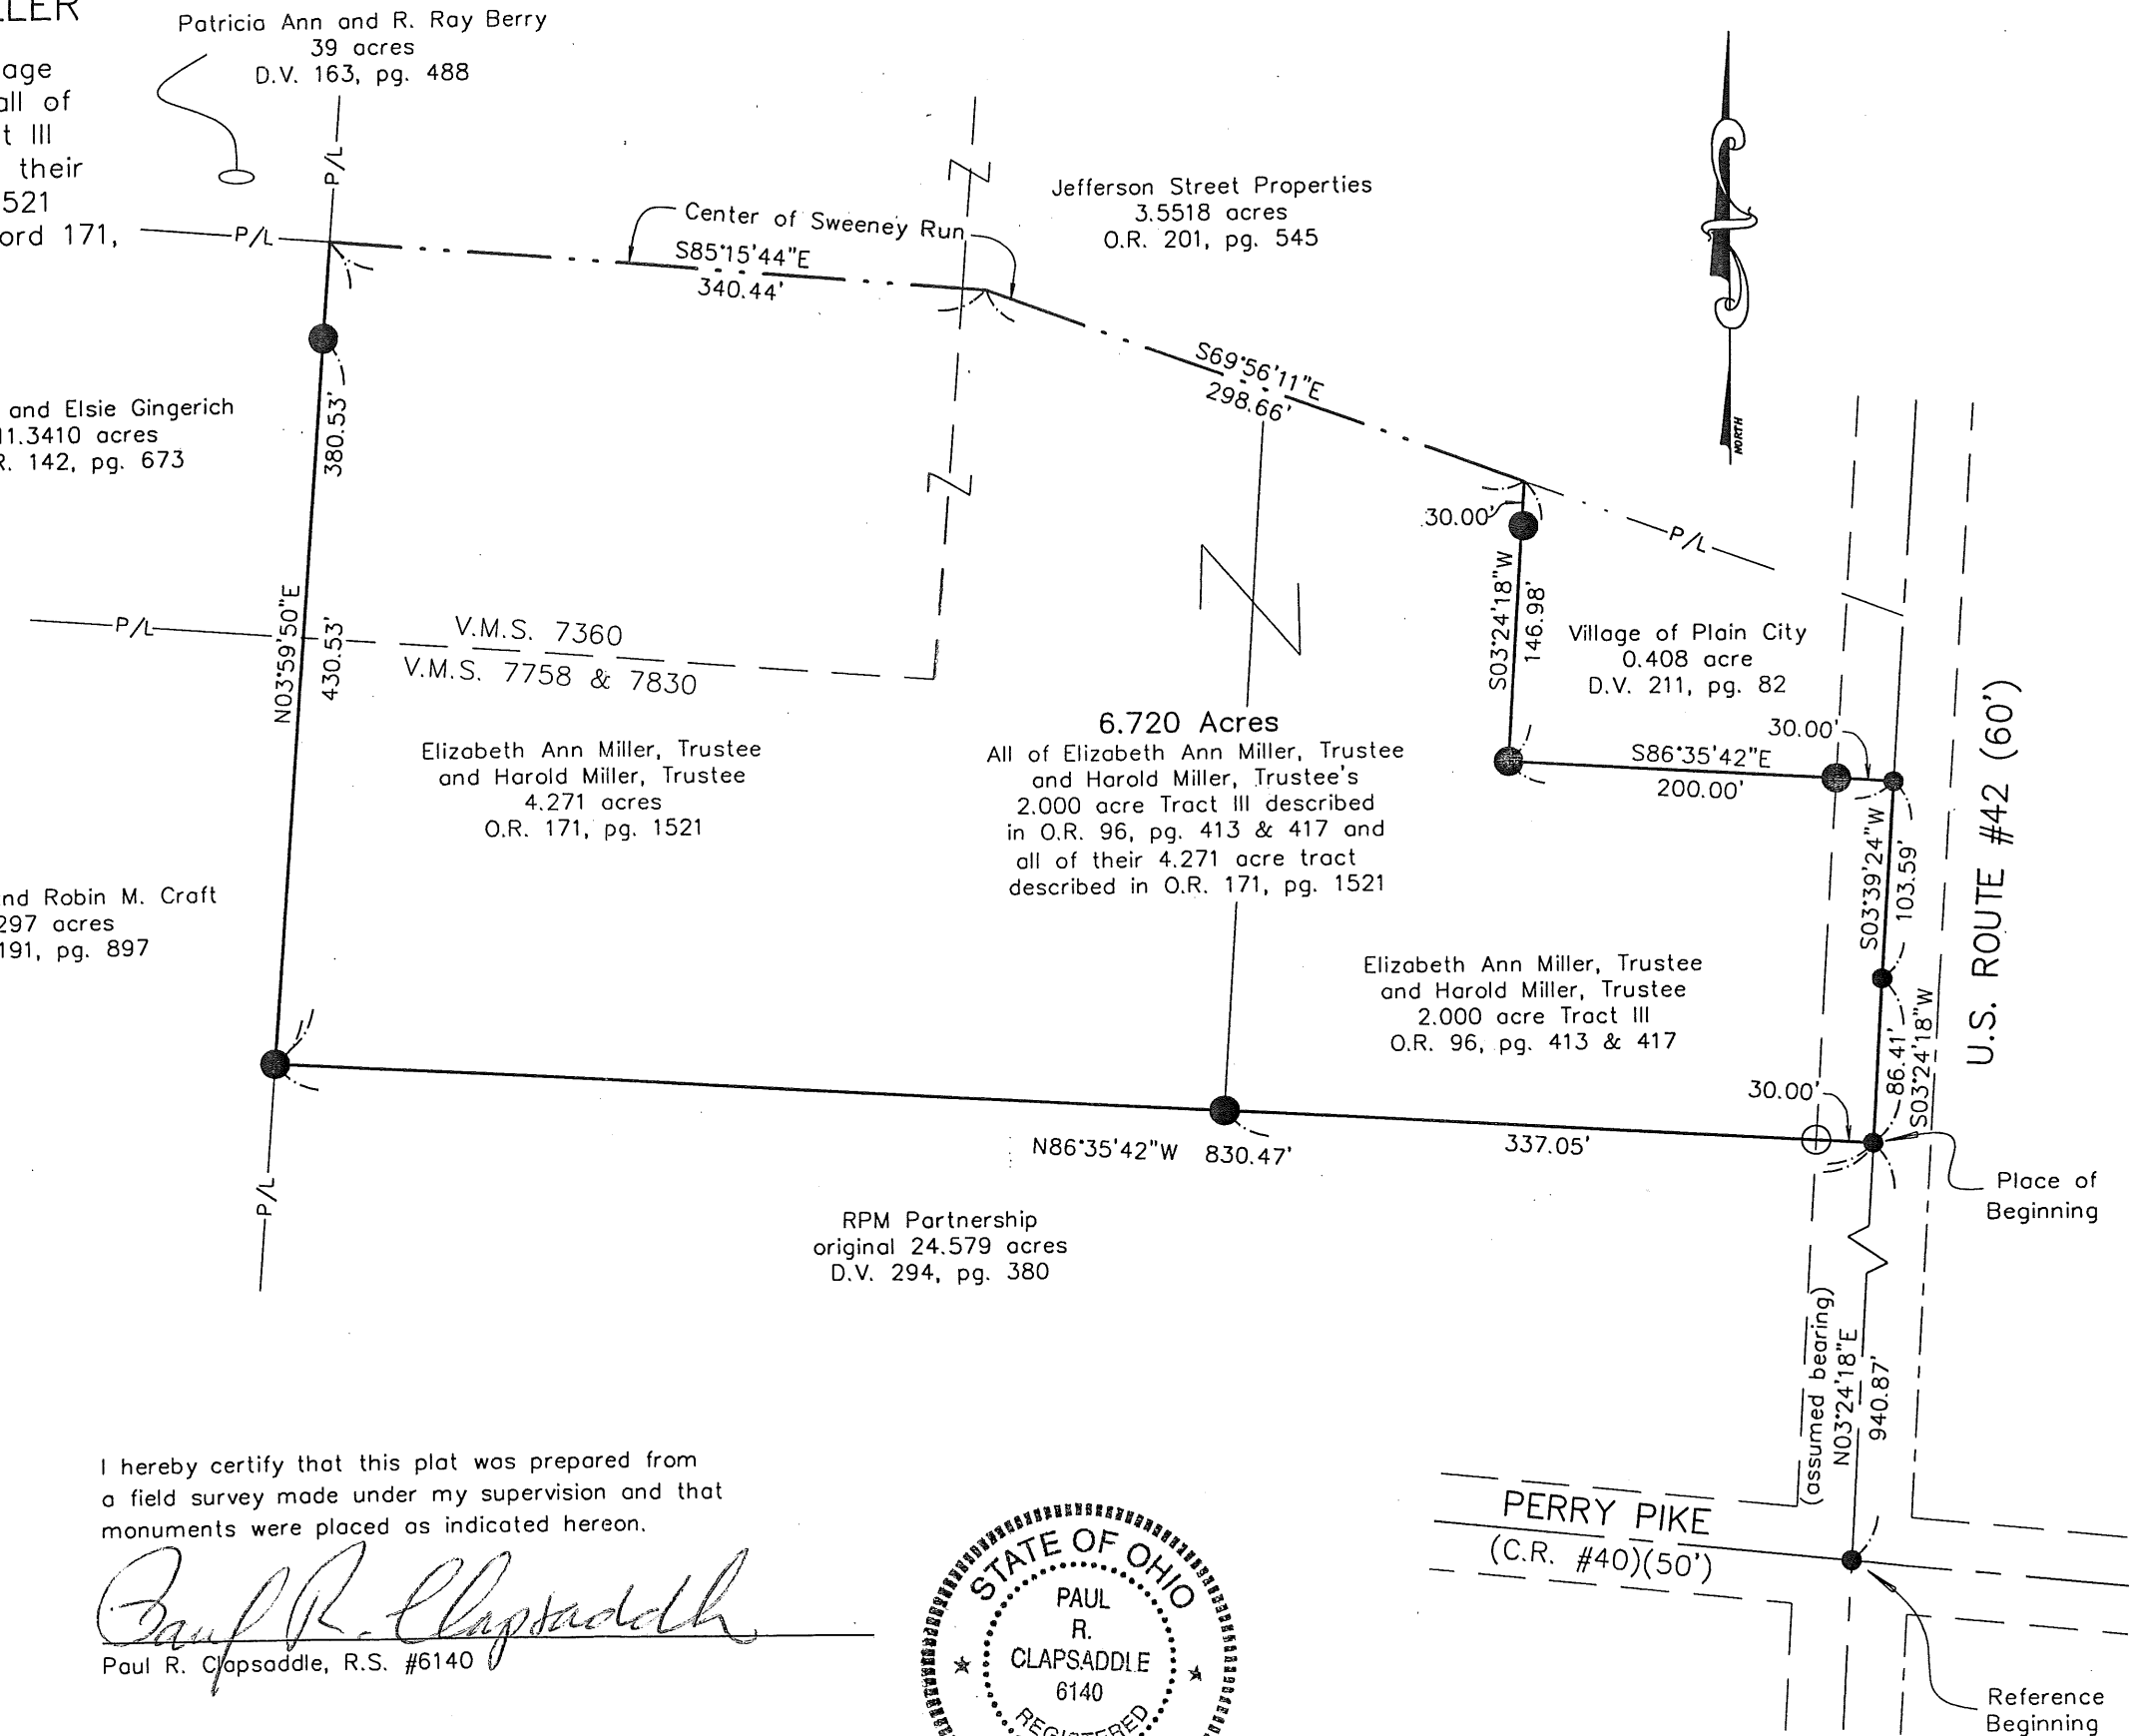 LLER
age
all of
t III
their
521
ord 171,
Patricia Ann and R. Ray Berry
39 acres
D.V. 163, pg. 488
P/L
P/L
Center of Sweeney Run
S85°15'44"E
340.44'
Jefferson Street Properties
3.5518 acres
O.R. 201, pg. 545
NORTH
S69°56'11"E
298.66'
and Elsie Gingerich
11.3410 acres
R. 142, pg. 673
380.53'
30.00'
P/L
S03°24'18"W
146.98'
Village of Plain City
0.408 acre
D.V. 211, pg. 82
P/L
N03°59'50"E
430.53'
V.M.S. 7360
V.M.S. 7758 & 7830
30.00'
S86°35'42"E
200.00'
U.S. ROUTE #42 (60')
Elizabeth Ann Miller, Trustee
and Harold Miller, Trustee
4.271 acres
O.R. 171, pg. 1521
6.720 Acres
All of Elizabeth Ann Miller, Trustee
and Harold Miller, Trustee's
2.000 acre Tract III described
in O.R. 96, pg. 413 & 417 and
all of their 4.271 acre tract
described in O.R. 171, pg. 1521
S03°39'24"W
103.59'
nd Robin M. Craft
297 acres
191, pg. 897
Elizabeth Ann Miller, Trustee
and Harold Miller, Trustee
2.000 acre Tract III
O.R. 96, pg. 413 & 417
86.41'
S03°24'18"W
30.00'
N86°35'42"W 830.47'
337.05'
Place of
Beginning
P/L
RPM Partnership
original 24.579 acres
D.V. 294, pg. 380
(assumed bearing)
N03°24'18"E
940.87'
I hereby certify that this plat was prepared from
a field survey made under my supervision and that
monuments were placed as indicated hereon.
Paul R. Clapsaddle
Paul R. Clapsaddle, R.S. #6140
STATE OF OHIO
PAUL
R.
CLAPSADDLE
6140
REGISTERED
PERRY PIKE
(C.R. #40)(50')
Reference
Beginning